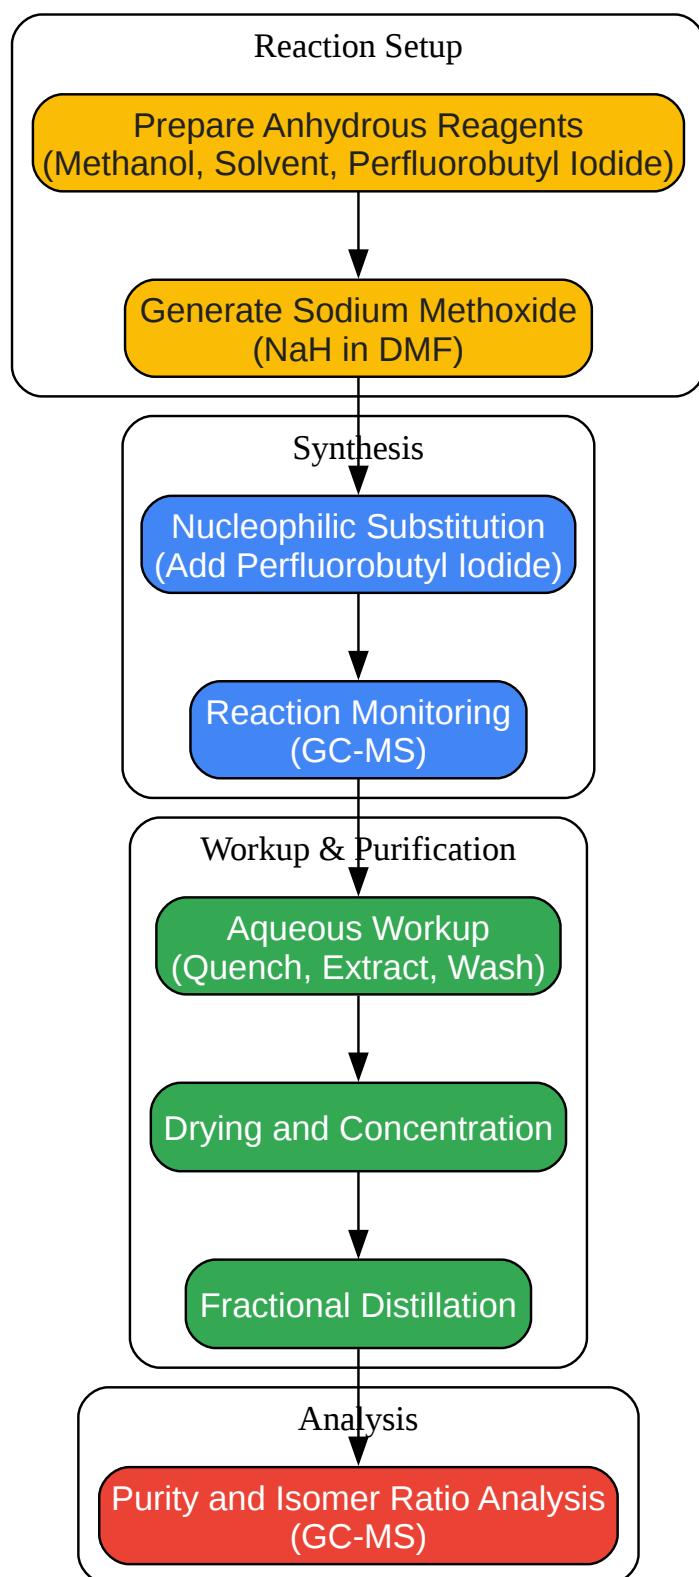 Reaction Setup
Prepare Anhydrous Reagents
(Methanol, Solvent, Perfluorobutyl Iodide)
Generate Sodium Methoxide
(NaH in DMF)
Synthesis
Nucleophilic Substitution
(Add Perfluorobutyl Iodide)
Reaction Monitoring
(GC-MS)
Workup & Purification
Aqueous Workup
(Quench, Extract, Wash)
Drying and Concentration
Fractional Distillation
Analysis
Purity and Isomer Ratio Analysis
(GC-MS)